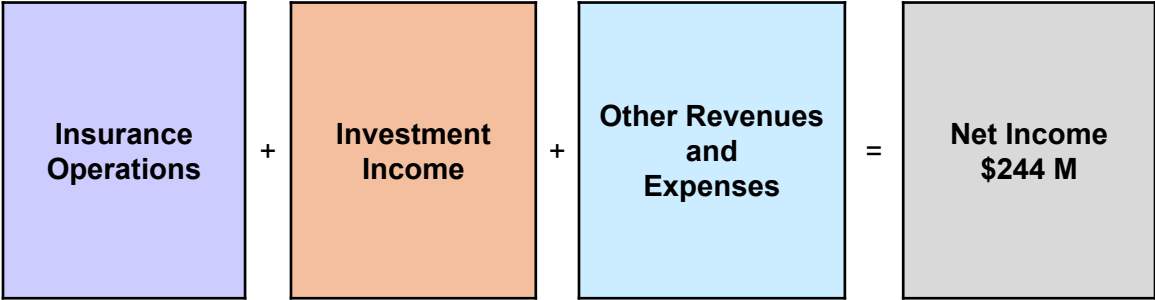 Insurance
Operations
+
Investment
Income
+
Other Revenues
and
Expenses
=
Net Income
$244 M